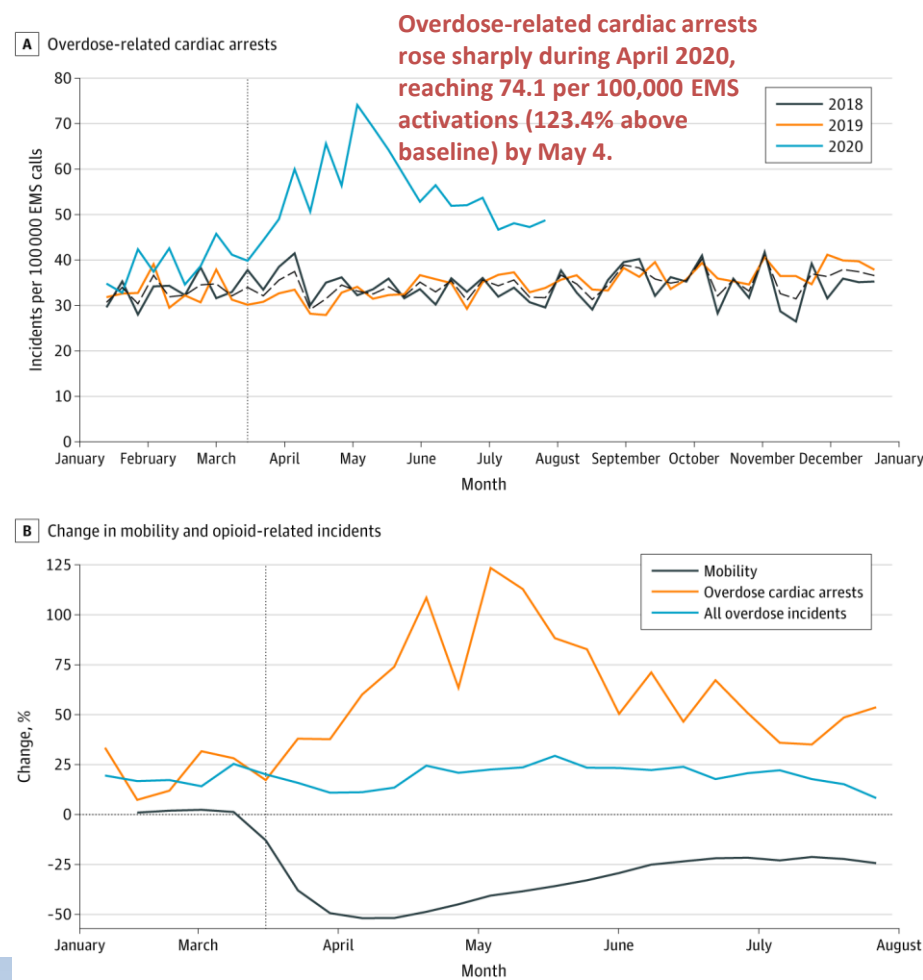 Overdose-related cardiac arrests
rose sharply during April 2020,
reaching 74.1 per 100,000 EMS
activations (123.4% above
baseline) by May 4.
A Overdose-related cardiac arrests
80
70
60
50
40
30
20
10
0
Incidents per 100 000 EMS calls
2018
2019
2020
January February March April May June July August September October November December January
Month
B Change in mobility and opioid-related incidents
125
100
75
50
25
0
-25
-50
Change, %
Mobility
Overdose cardiac arrests
All overdose incidents
January March April May June July August
Month